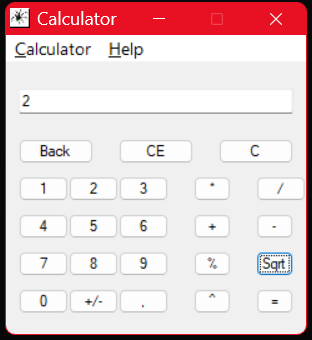 Calculator
Calculator Help
2
Back CE C
1 2 3 * /
4 5 6 + -
7 8 9 % Sqrt
0 +/- . ^ =